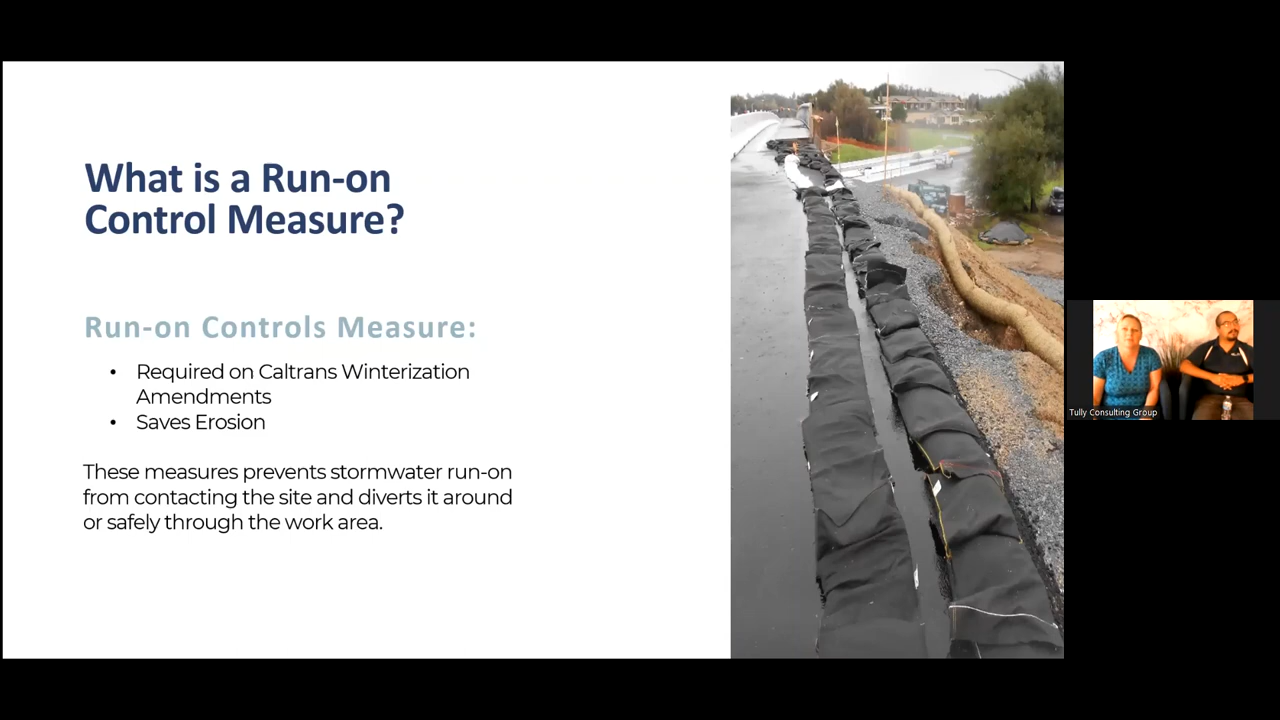 What is a Run-on
Control Measure?
Run-on Controls Measure:
• Required on Caltrans Winterization
Amendments
• Saves Erosion
These measures prevents stormwater run-on
from contacting the site and diverts it around
or safely through the work area.
Tully Consulting Group